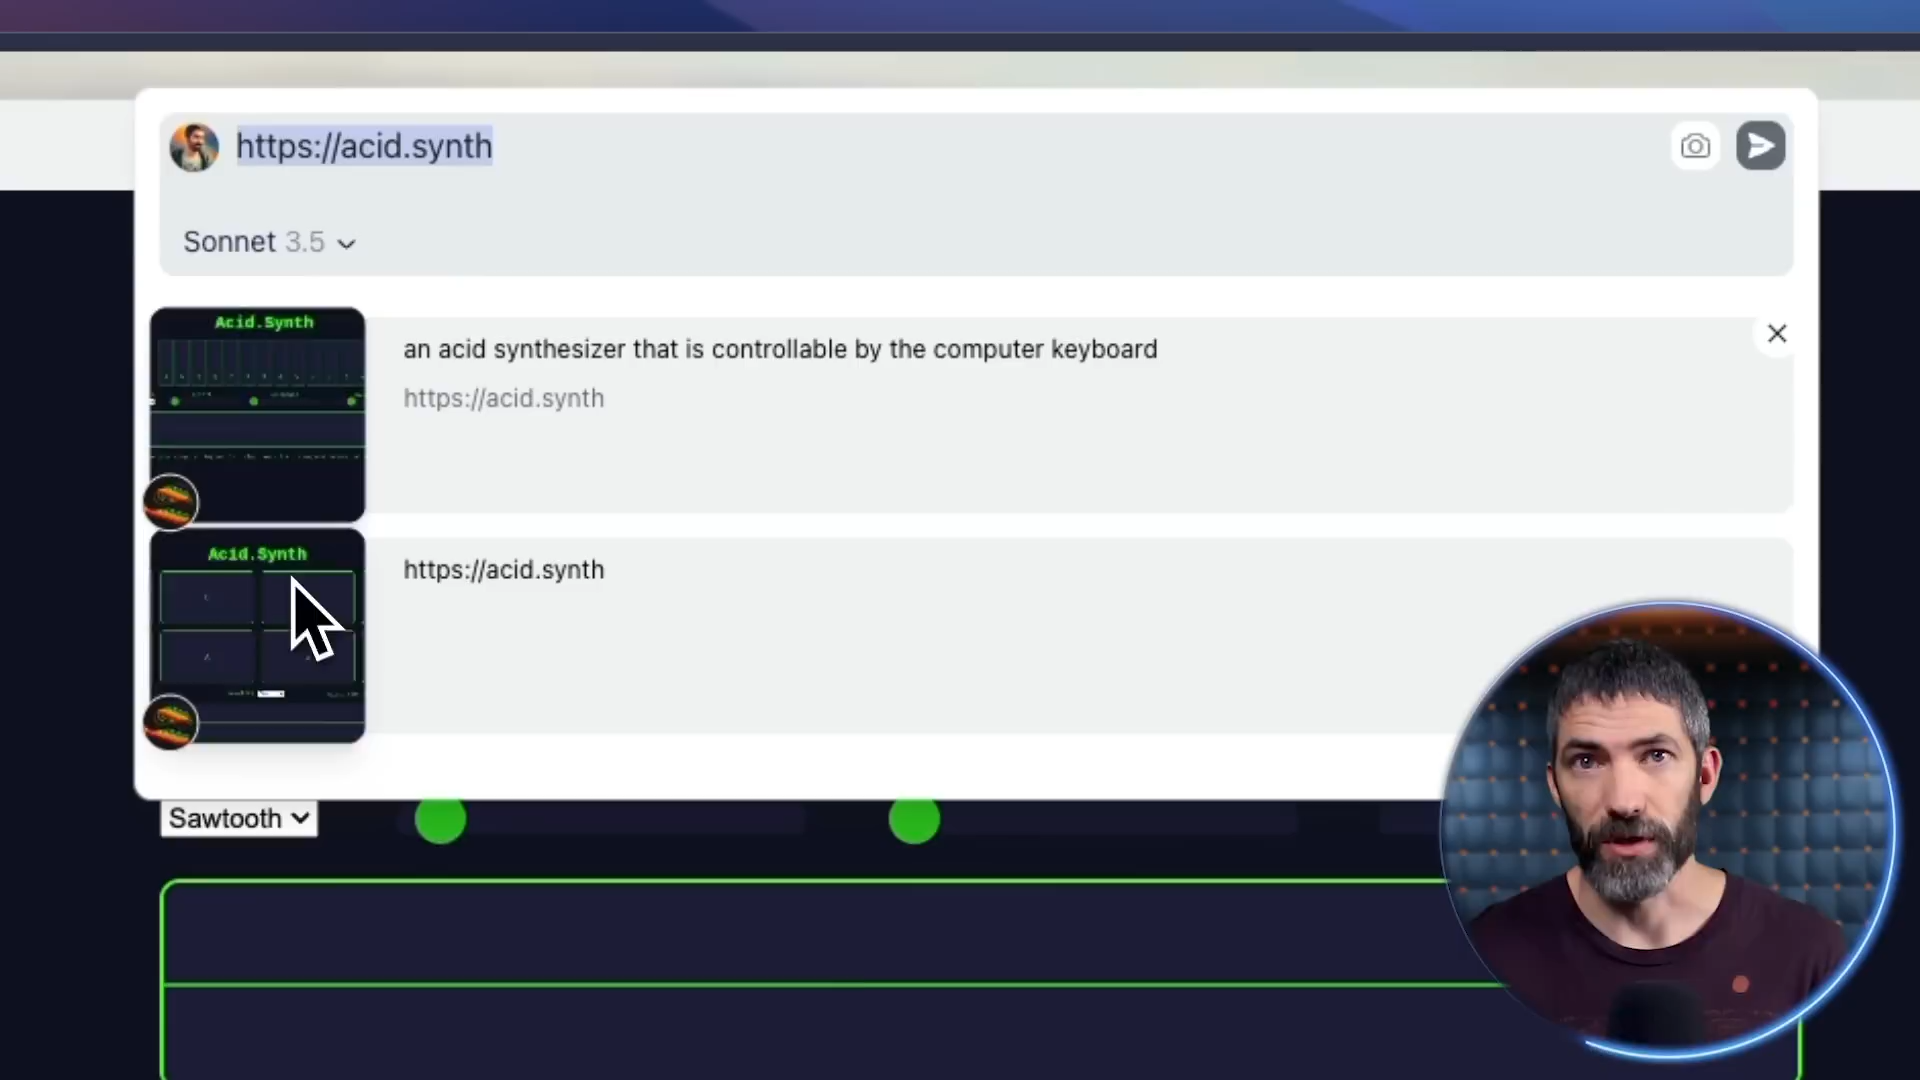 https://acid.synth
Sonnet 3.5
Acid.Synth
an acid synthesizer that is controllable by the computer keyboard
https://acid.synth
Acid.Synth
https://acid.synth
Sawtooth